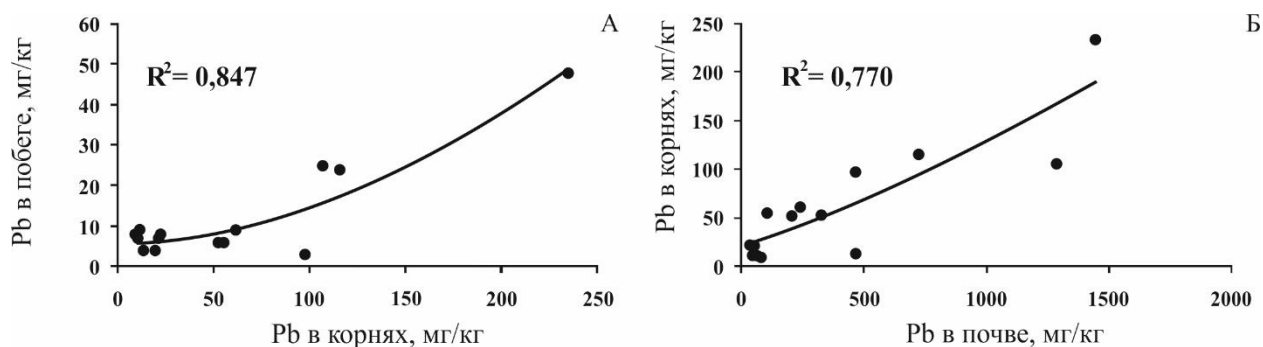 А
Pb в побеге, мг/кг
60
50
40
30
20
10
0
R²= 0,847
0 50 100 150 200 250
Pb в корнях, мг/кг
Б
Pb в корнях, мг/кг
250
200
150
100
50
0
R²= 0,770
0 500 1000 1500 2000
Pb в почве, мг/кг